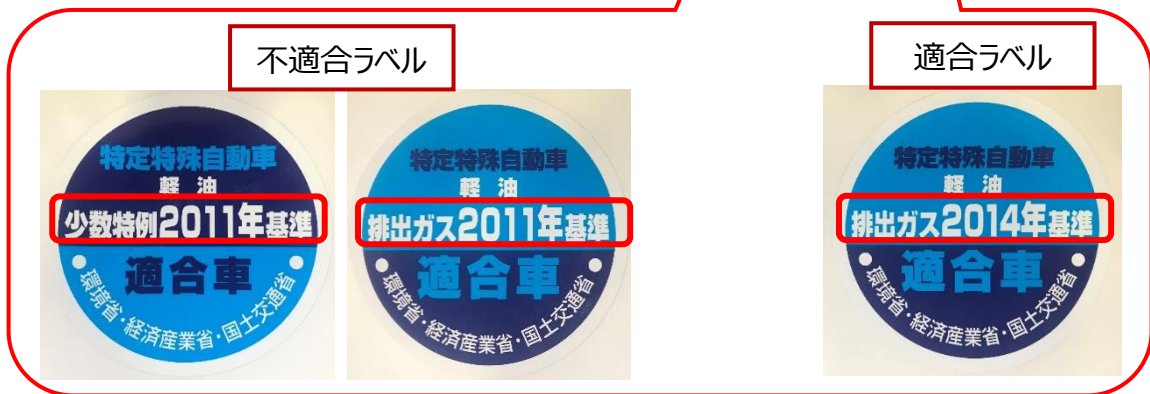 不適合ラベル
特定特殊自動車
軽油
少数特例2011年基準
適合車
・環境省・経済産業省・国土交通省・
特定特殊自動車
軽油
排出ガス2011年基準
適合車
・環境省・経済産業省・国土交通省・
適合ラベル
特定特殊自動車
軽油
排出ガス2014年基準
適合車
・環境省・経済産業省・国土交通省・